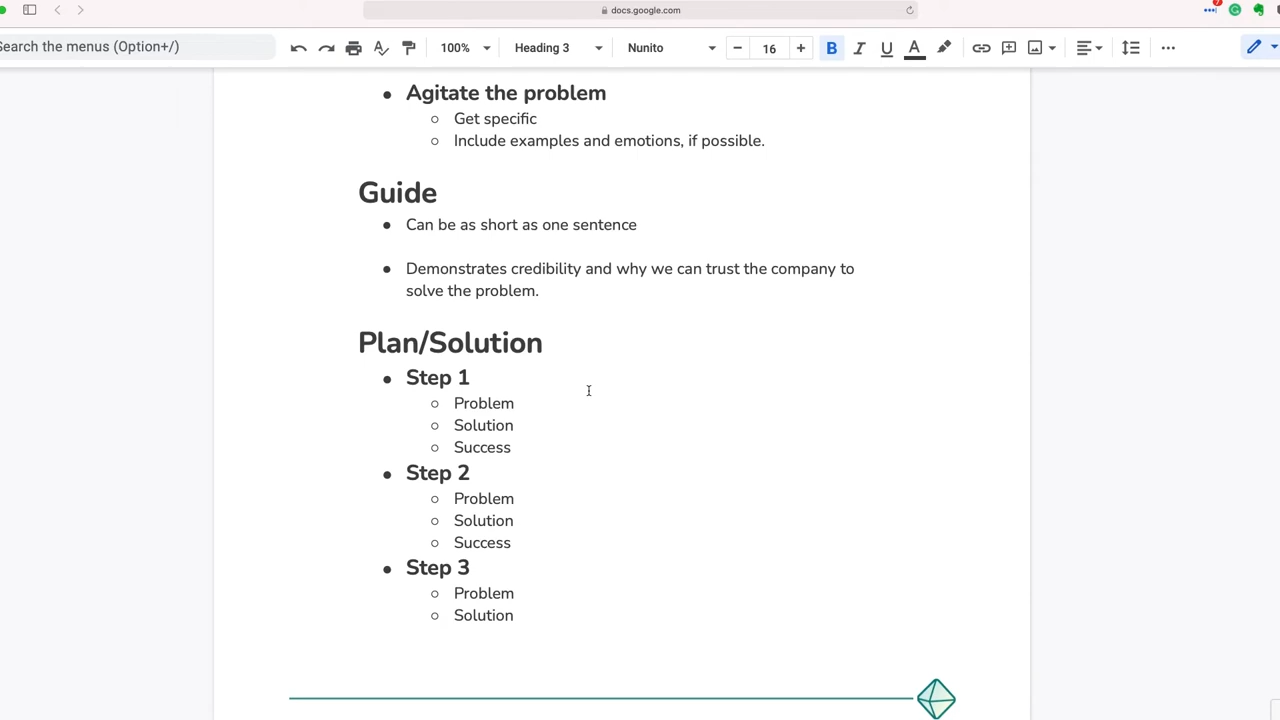 docs.google.com
7
Search the menus (Option+/)
100%
Heading 3
Nunito
− 16 +
B I U A
Agitate the problem
Get specific
Include examples and emotions, if possible.
Guide
Can be as short as one sentence
Demonstrates credibility and why we can trust the company to
solve the problem.
Plan/Solution
Step 1
Problem
Solution
Success
Step 2
Problem
Solution
Success
Step 3
Problem
Solution